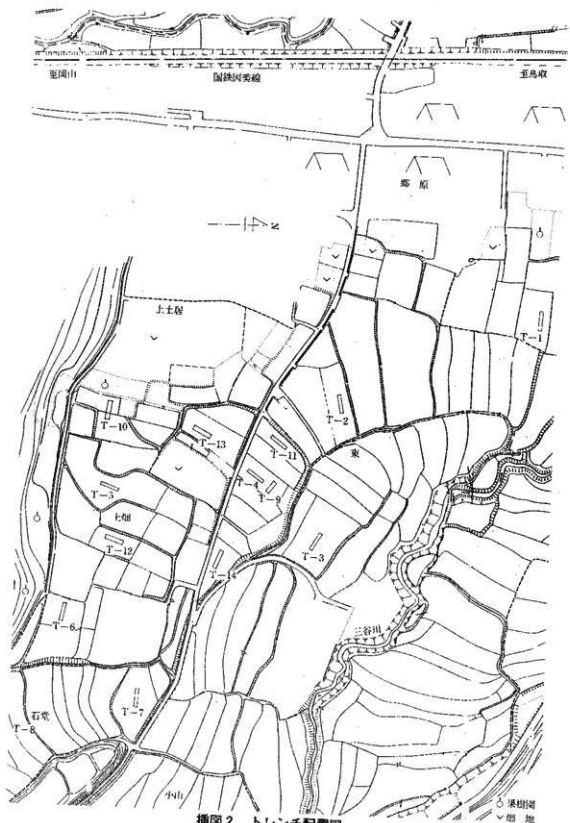 至岡山
国鉄因美線
至鳥取
郷原
N
上土居
T-1
T-2
T-10
T-13
T-11
東
T-4
T-5
T-9
土畑
T-3
T-12
T-14
T-6
三谷川
石堂
T-7
T-8
小山
果樹園
畑地
挿図2 トレンチ配置図